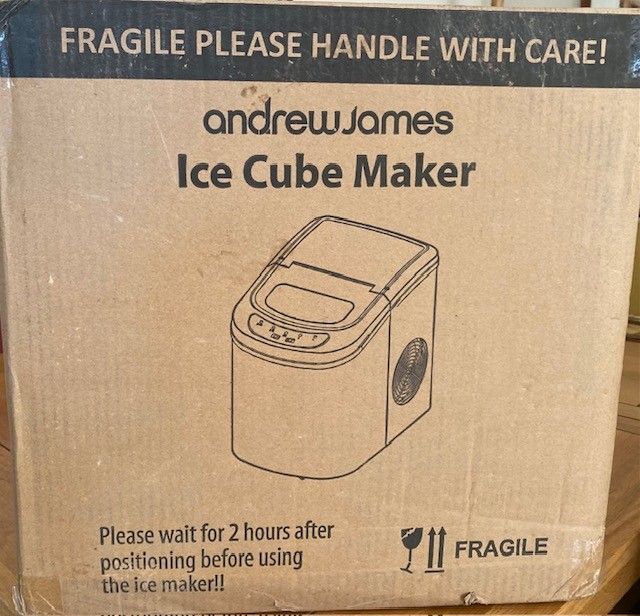 FRAGILE PLEASE HANDLE WITH CARE!
andrewJames
Ice Cube Maker
Please wait for 2 hours after
positioning before using
the ice maker!!
FRAGILE